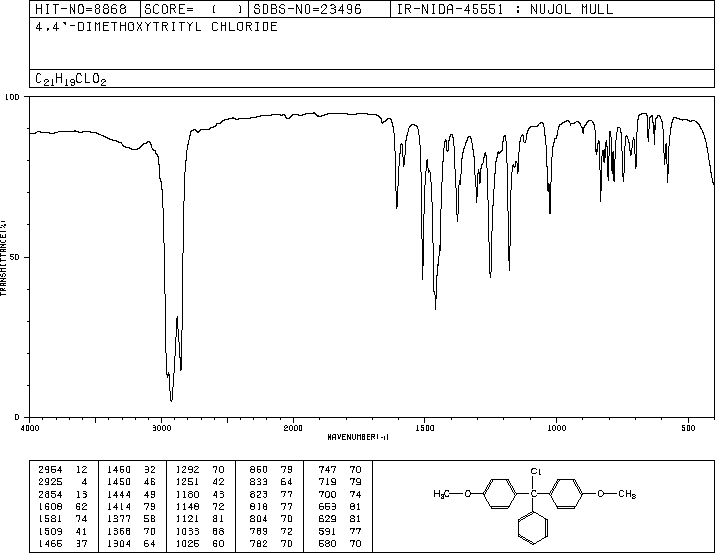 HIT-NO=8868 SCORE= ( ) SDBS-NO=23496 IR-NIDA-45551 : NUJOL MULL
4,4'-DIMETHOXYTRITYL CHLORIDE
C21H19CLO2
100
50
0
TRANSMITTANCE(%)
4000 3000 2000 1500 1000 500
WAVENUMBER(-1)
2964 12 1460 32 1292 70 860 79 747 70
2925 4 1450 46 1251 42 833 64 719 79
2854 13 1444 49 1180 43 823 77 700 74
1608 62 1414 79 1148 72 818 77 653 81
1581 74 1377 58 1121 81 804 70 629 81
1509 41 1368 70 1033 68 789 72 591 77
1465 37 1304 64 1026 60 782 70 580 70
Cl
H3C O C O CH3